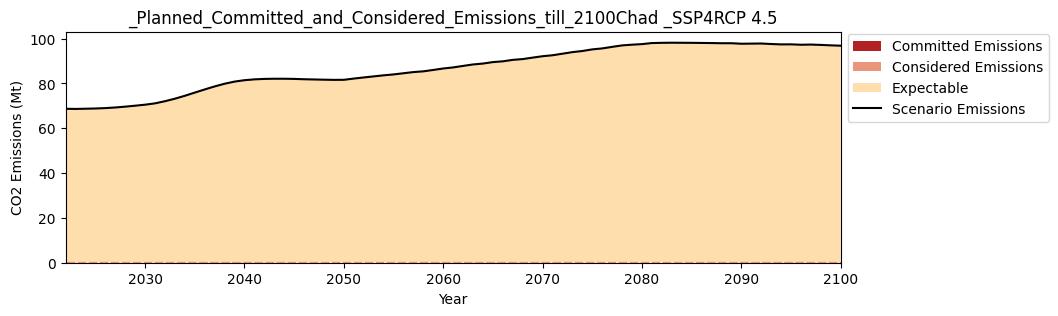 _Planned_Committed_and_Considered_Emissions_till_2100Chad _SSP4RCP 4.5
100
80
60
40
20
0
CO2 Emissions (Mt)
2030 2040 2050 2060 2070 2080 2090 2100
Year
Committed Emissions
Considered Emissions
Expectable
Scenario Emissions